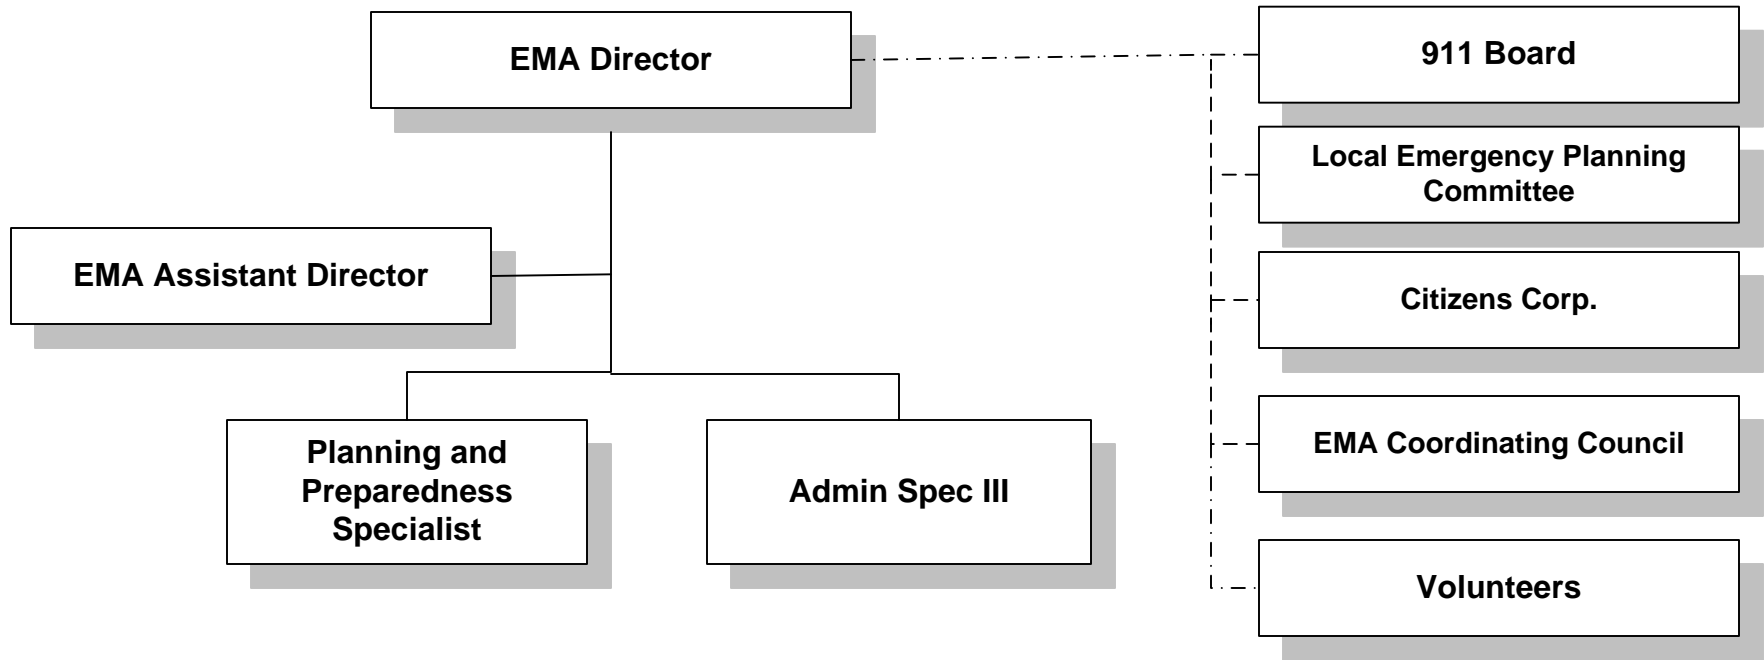 EMA Director
911 Board
Local Emergency Planning
Committee
EMA Assistant Director
Citizens Corp.
Planning and
Preparedness
Specialist
Admin Spec III
EMA Coordinating Council
Volunteers